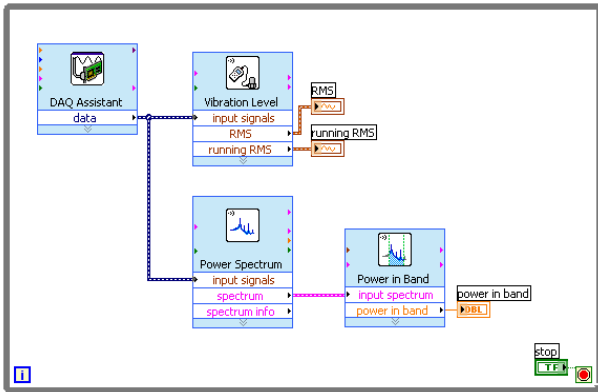 DAQ Assistant
data
Vibration Level
input signals
RMS
running RMS
RMS
running RMS
Power Spectrum
input signals
spectrum
spectrum info
Power in Band
input spectrum
power in band
power in band
DBL
stop
TF
i